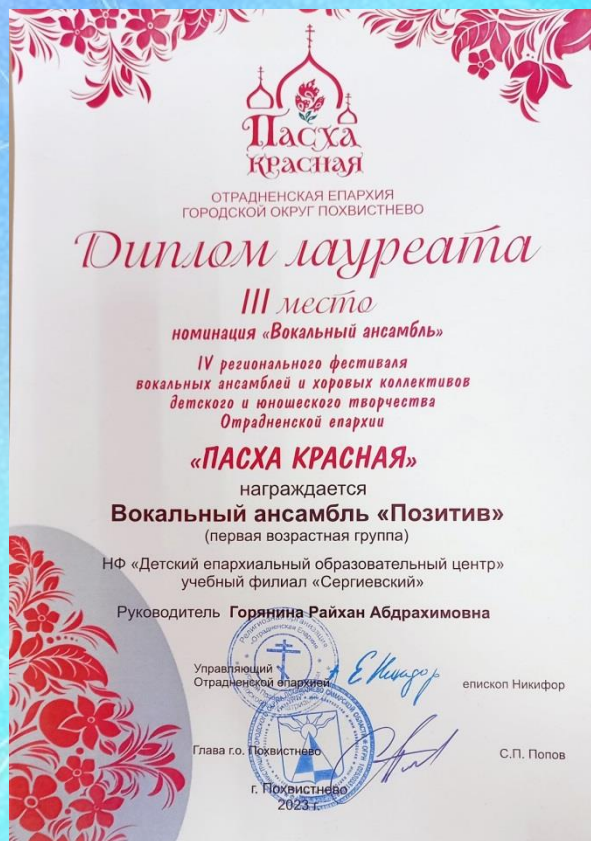 Пасха
красная
ОТРАДНЕНСКАЯ ЕПАРХИЯ
ГОРОДСКОЙ ОКРУГ ПОХВИСТНЕВО
Диплом лауреата
III место
номинация «Вокальный ансамбль»
IV регионального фестиваля
вокальных ансамблей и хоровых коллективов
детского и юношеского творчества
Отрадненской епархии
«ПАСХА КРАСНАЯ»
награждается
Вокальный ансамбль «Позитив»
(первая возрастная группа)
НФ «Детский епархиальный образовательный центр»
учебный филиал «Сергиевский»
Руководитель Горянина Райхан Абдрахимовна
Управляющий
Отрадненской епархией
епископ Никифор
Глава г.о. Похвистнево
С.П. Попов
г. Похвистнево
2023 г.